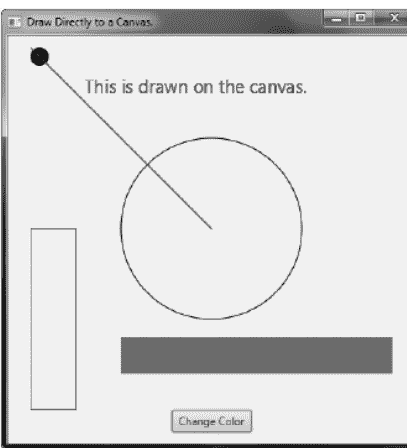 Draw Directly to a Canvas.
This is drawn on the canvas.
Change Color